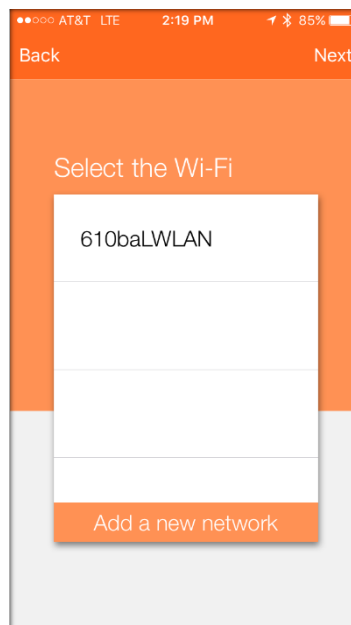 AT&T LTE 2:19 PM 85%
Back Next
Select the Wi-Fi
610baLWLAN
Add a new network